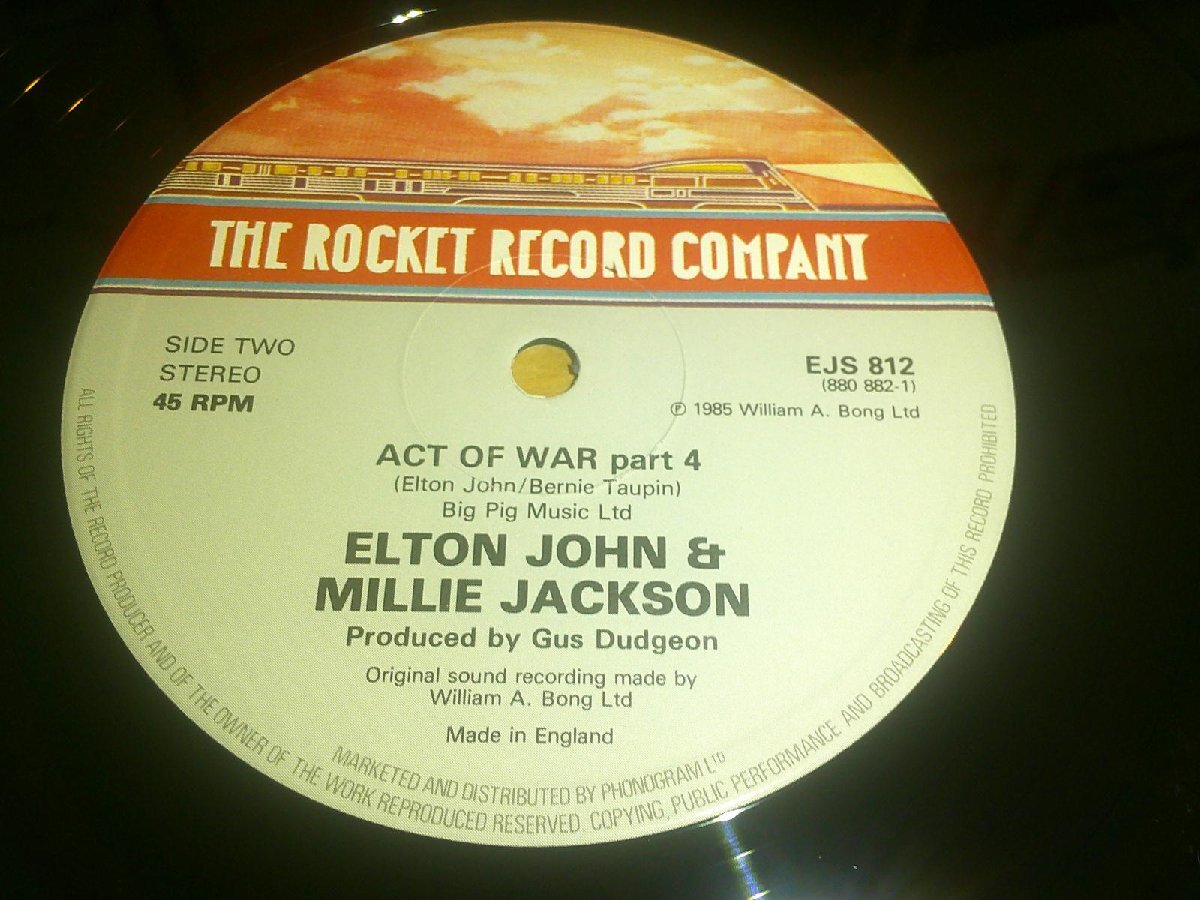 THE ROCKET RECORD COMPANY
SIDE TWO
STEREO
45 RPM
EJS 812
(880 882-1)
℗ 1985 William A. Bong Ltd
ACT OF WAR part 4
(Elton John/Bernie Taupin)
Big Pig Music Ltd
ELTON JOHN &
MILLIE JACKSON
Produced by Gus Dudgeon
Original sound recording made by
William A. Bong Ltd
Made in England
MARKETED AND DISTRIBUTED BY PHONOGRAM LTD
ALL RIGHTS OF THE RECORD PRODUCER AND OF THE OWNER OF THE WORK REPRODUCED RESERVED. COPYING, PUBLIC PERFORMANCE AND BROADCASTING OF THIS RECORD PROHIBITED